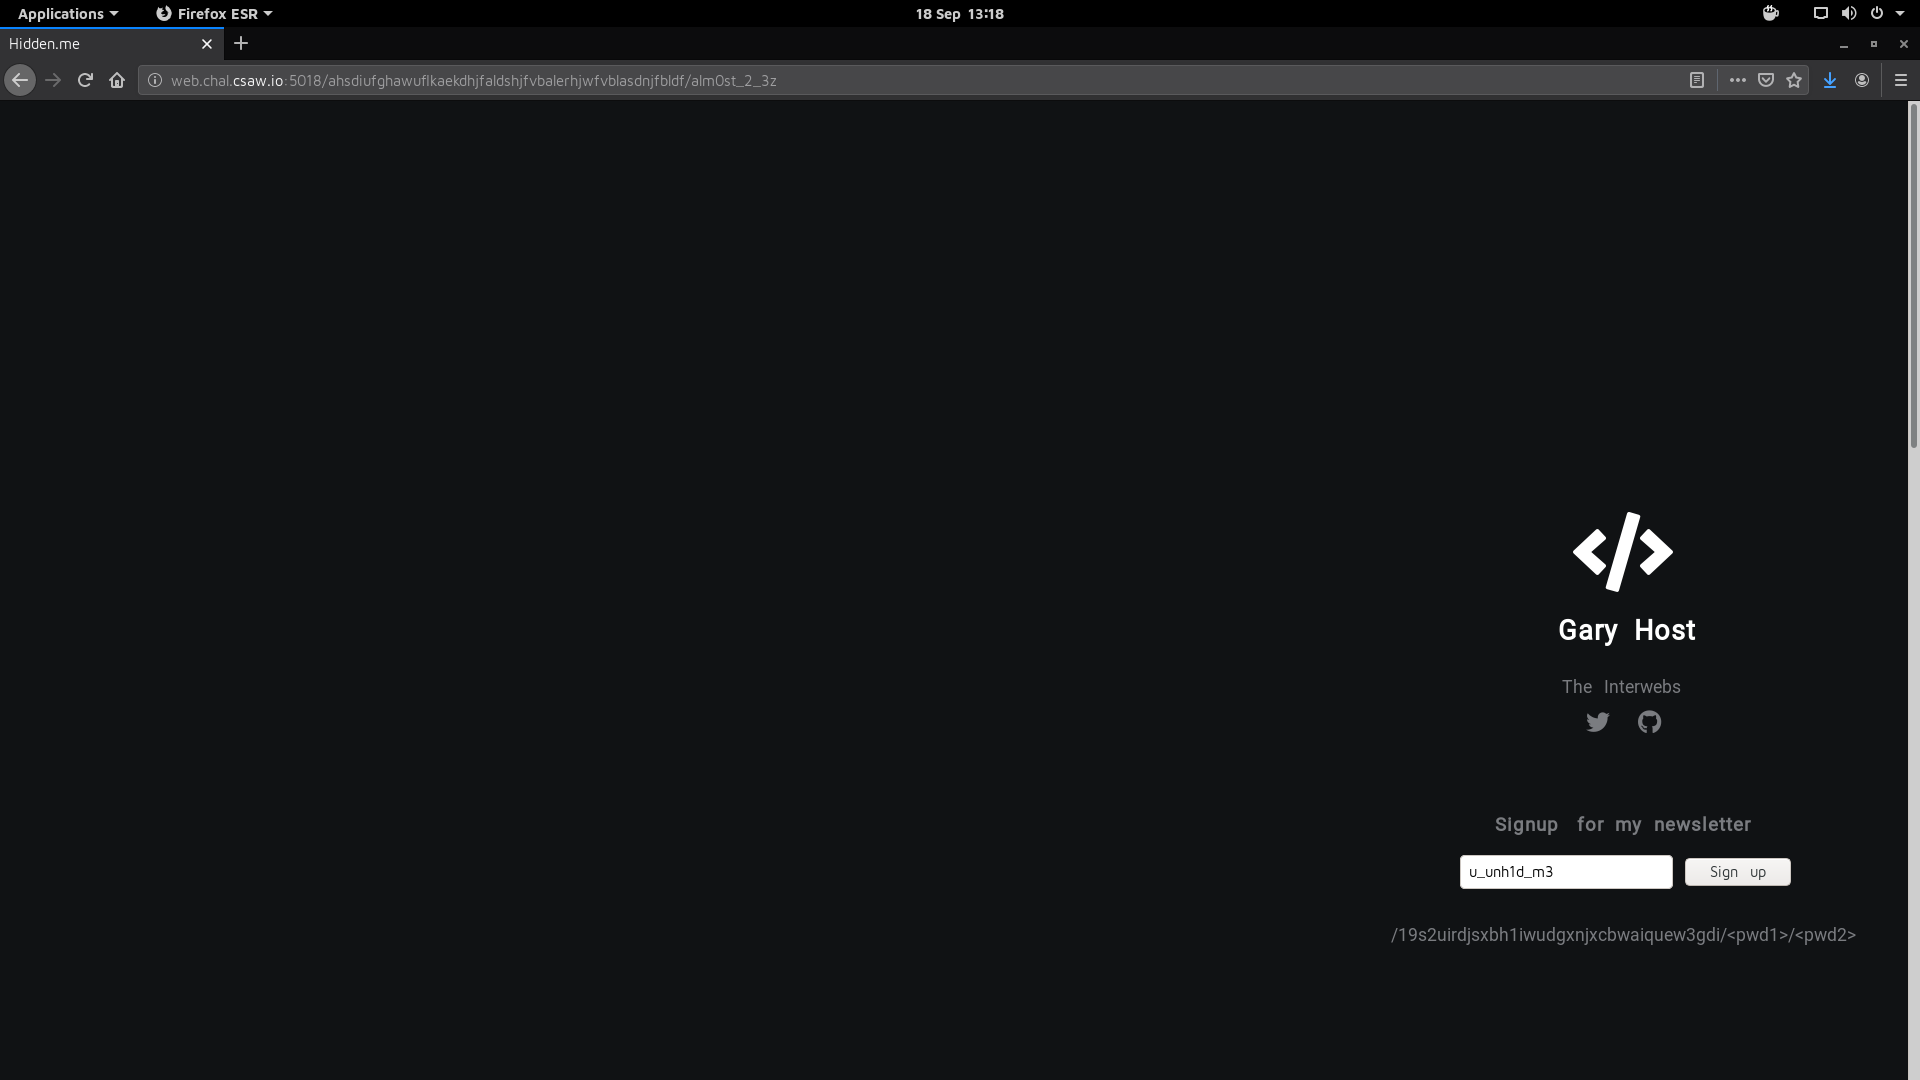 Applications Firefox ESR 18 Sep 13:18
Hidden.me
web.chal.csaw.io:5018/ahsdiufghawuflkaekdhjfaldshjfvbalerhjwfvblasdnjfbldf/alm0st_2_3z
Gary Host
The Interwebs
Signup for my newsletter
u_unh1d_m3 Sign up
/19s2uirdjsxbh1iwudgxnjxcbwaiquew3gdi/<pwd1>/<pwd2>